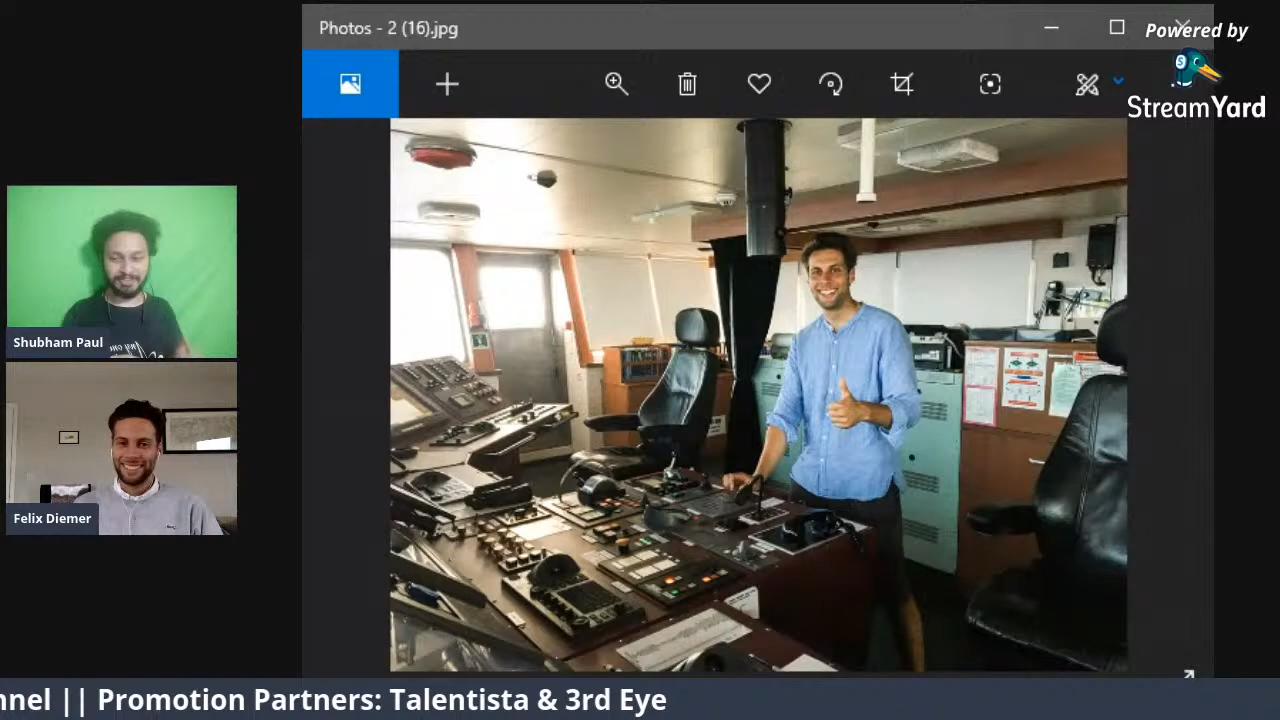 Photos - 2 (16).jpg
Powered by
StreamYard
Shubham Paul
Felix Diemer
nnel || Promotion Partners: Talentista & 3rd Eye